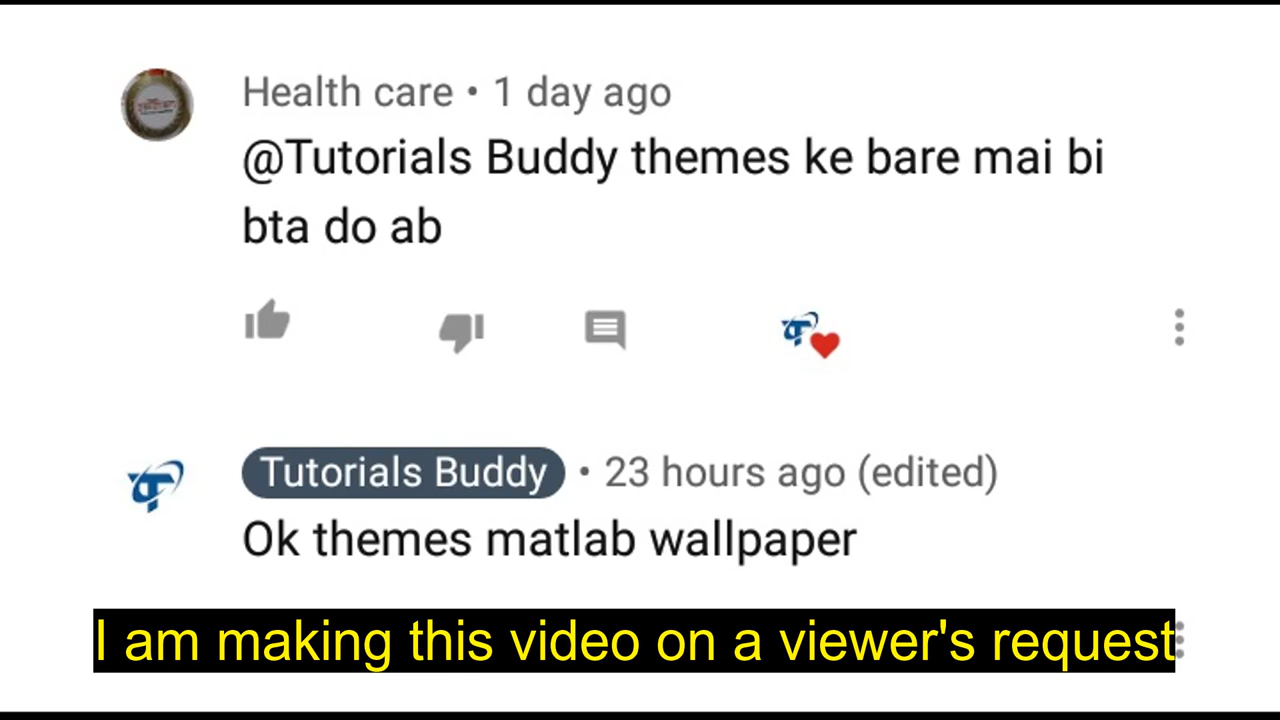 Health care • 1 day ago
@Tutorials Buddy themes ke bare mai bi
bta do ab
Tutorials Buddy • 23 hours ago (edited)
Ok themes matlab wallpaper
I am making this video on a viewer's request